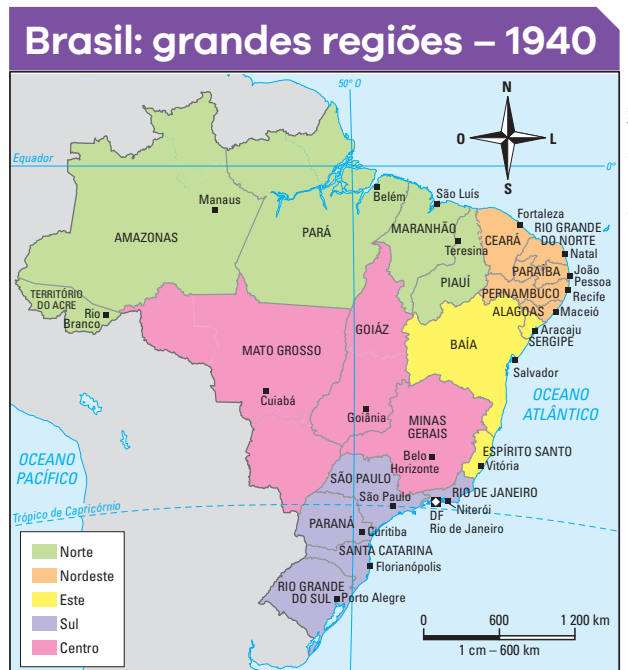 Brasil: grandes regiões – 1940
50° O
N
O
L
S
Equador
0°
Manaus
Belém
São Luís
Fortaleza
AMAZONAS
PARÁ
MARANHÃO
Teresina
CEARÁ
RIO GRANDE
DO NORTE
Natal
PIAUÍ
PARAÍBA
João
Pessoa
PERNAMBUCO
Recife
TERRITÓRIO
DO ACRE
Rio
Branco
ALAGOAS
Maceió
Aracaju
SERGIPE
GOIÁZ
MATO GROSSO
BAÍA
Salvador
Cuiabá
Goiânia
OCEANO
ATLÂNTICO
MINAS
GERAIS
Belo
Horizonte
ESPÍRITO SANTO
Vitória
OCEANO
PACÍFICO
SÃO PAULO
São Paulo
RIO DE JANEIRO
Niterói
DF
Rio de Janeiro
Trópico de Capricórnio
PARANÁ
Curitiba
SANTA CATARINA
Florianópolis
RIO GRANDE
DO SUL
Porto Alegre
Norte
Nordeste
Este
Sul
Centro
0 600 1 200 km
1 cm – 600 km